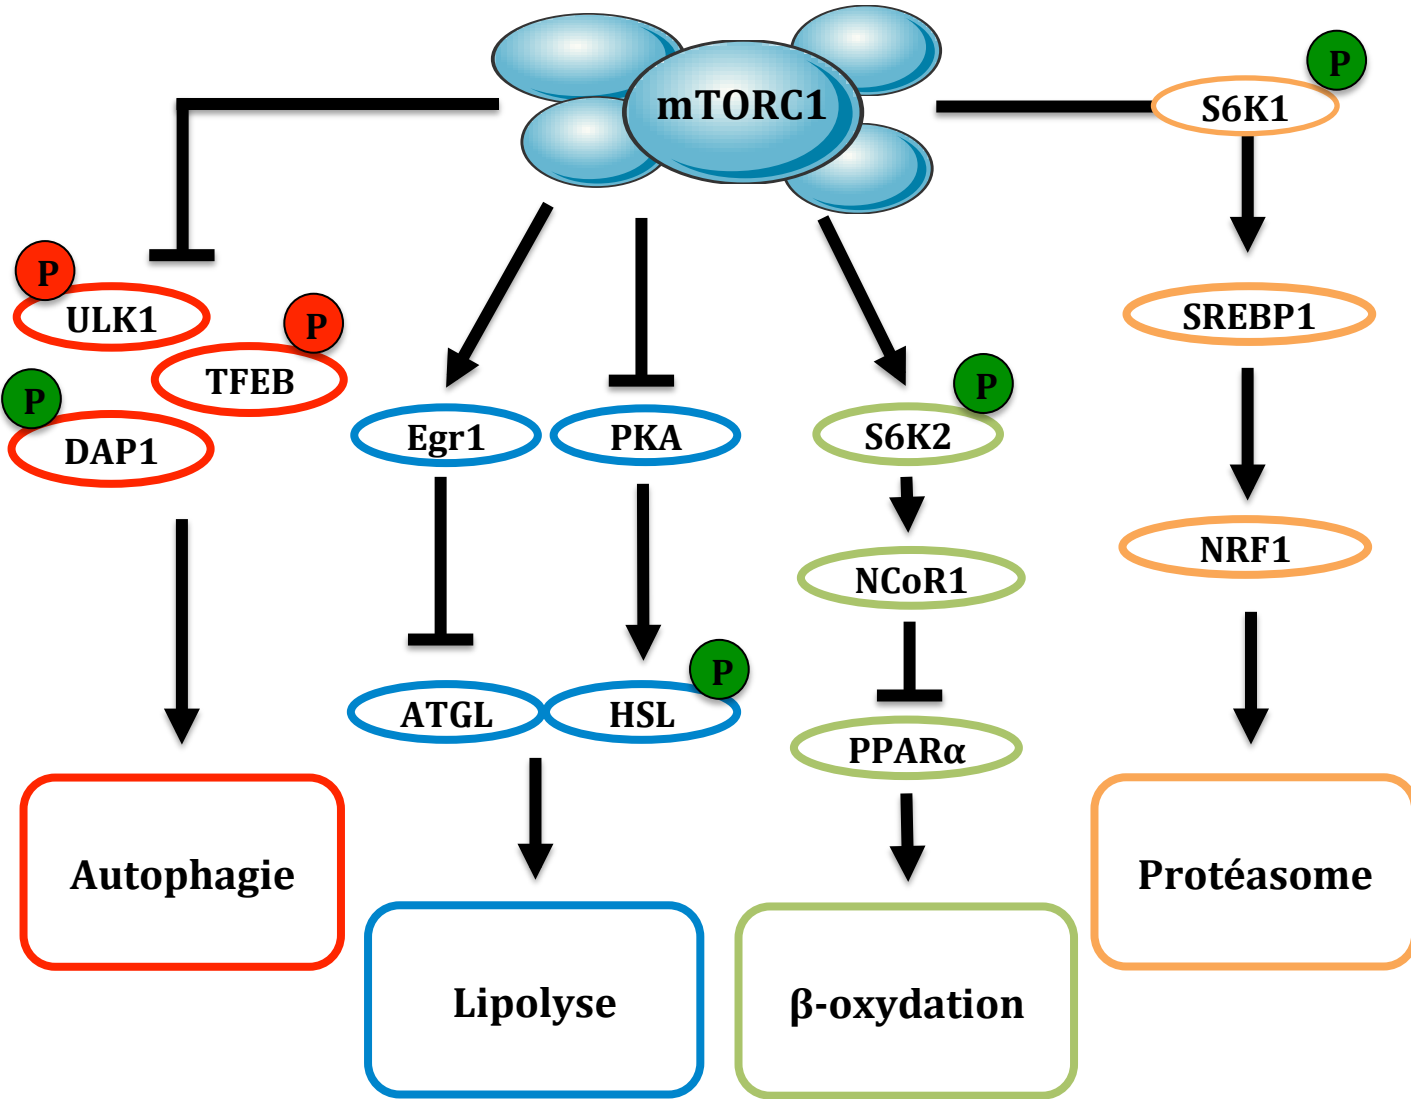 mTORC1
P
S6K1
P
ULK1
P
TFEB
P
DAP1
Egr1
PKA
P
S6K2
SREBP1
NCoR1
NRF1
ATGL
P
HSL
PPARα
Autophagie
Lipolyse
β-oxydation
Protéasome